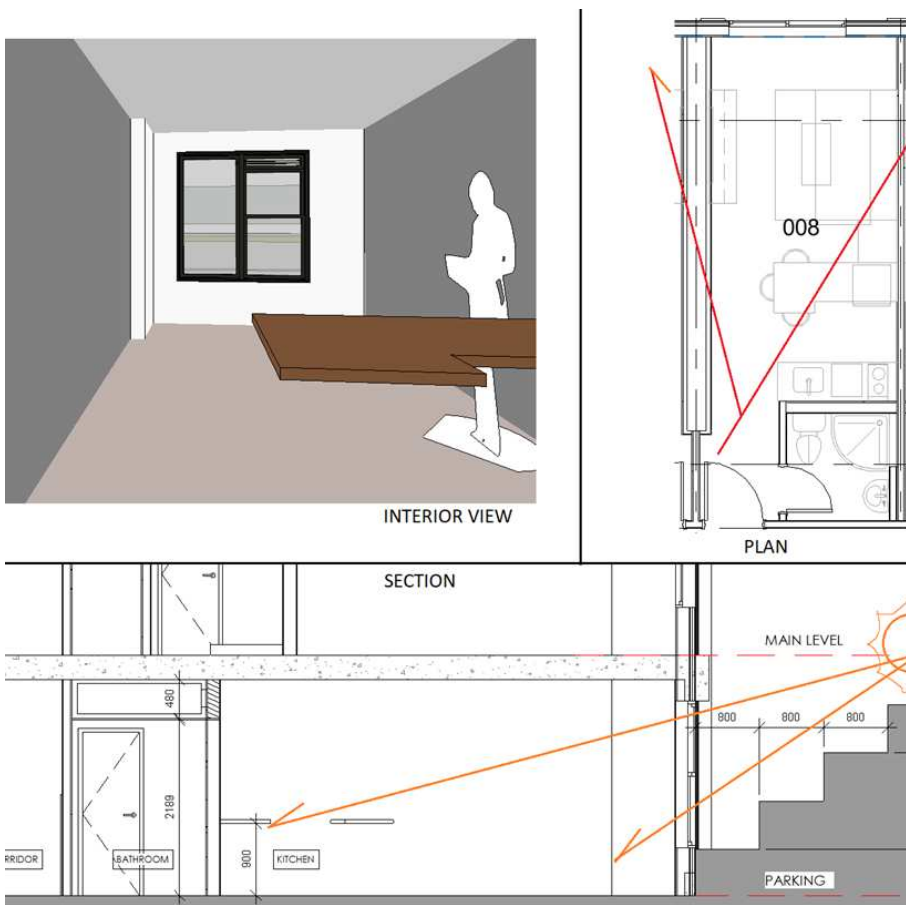 INTERIOR VIEW
008
PLAN
SECTION
MAIN LEVEL
480
800
800
800
2189
900
RRIDOR
BATHROOM
KITCHEN
PARKING